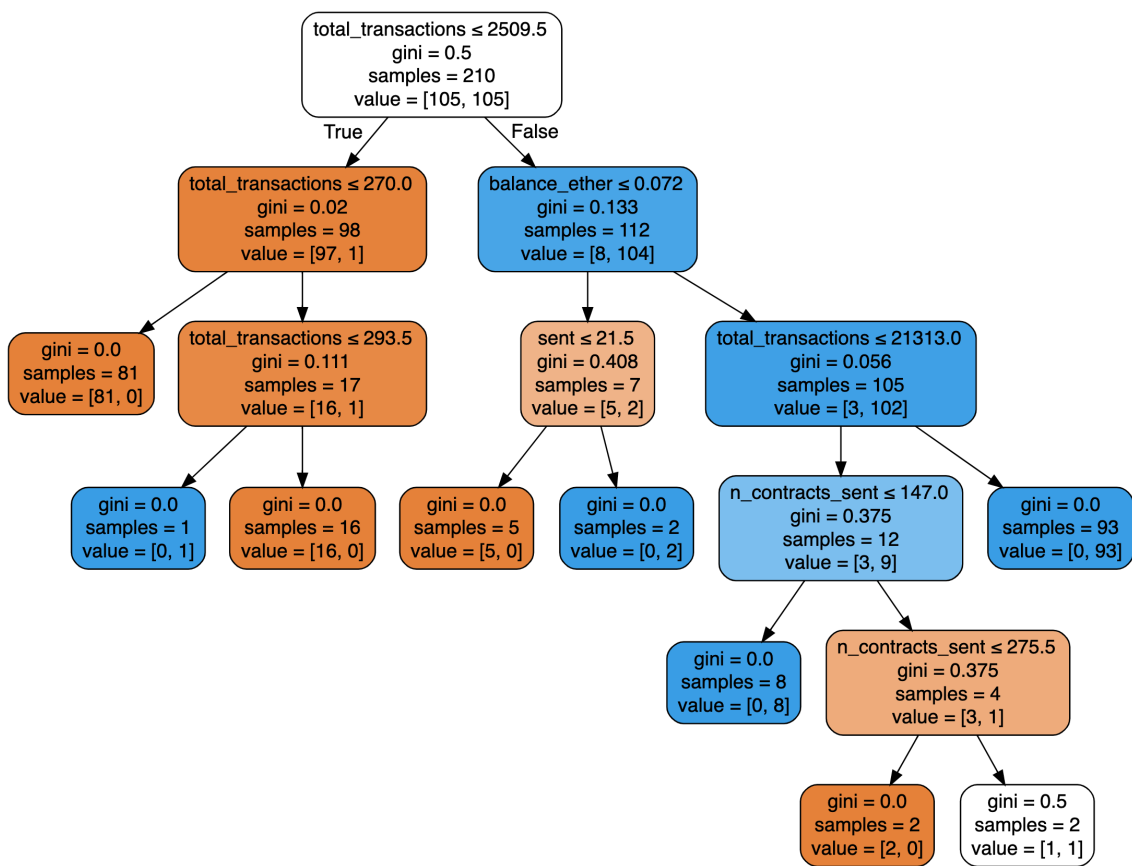 total_transactions ≤ 2509.5
gini = 0.5
samples = 210
value = [105, 105]
True
False
total_transactions ≤ 270.0
gini = 0.02
samples = 98
value = [97, 1]
balance_ether ≤ 0.072
gini = 0.133
samples = 112
value = [8, 104]
gini = 0.0
samples = 81
value = [81, 0]
total_transactions ≤ 293.5
gini = 0.111
samples = 17
value = [16, 1]
sent ≤ 21.5
gini = 0.408
samples = 7
value = [5, 2]
total_transactions ≤ 21313.0
gini = 0.056
samples = 105
value = [3, 102]
gini = 0.0
samples = 1
value = [0, 1]
gini = 0.0
samples = 16
value = [16, 0]
gini = 0.0
samples = 5
value = [5, 0]
gini = 0.0
samples = 2
value = [0, 2]
n_contracts_sent ≤ 147.0
gini = 0.375
samples = 12
value = [3, 9]
gini = 0.0
samples = 93
value = [0, 93]
gini = 0.0
samples = 8
value = [0, 8]
n_contracts_sent ≤ 275.5
gini = 0.375
samples = 4
value = [3, 1]
gini = 0.0
samples = 2
value = [2, 0]
gini = 0.5
samples = 2
value = [1, 1]